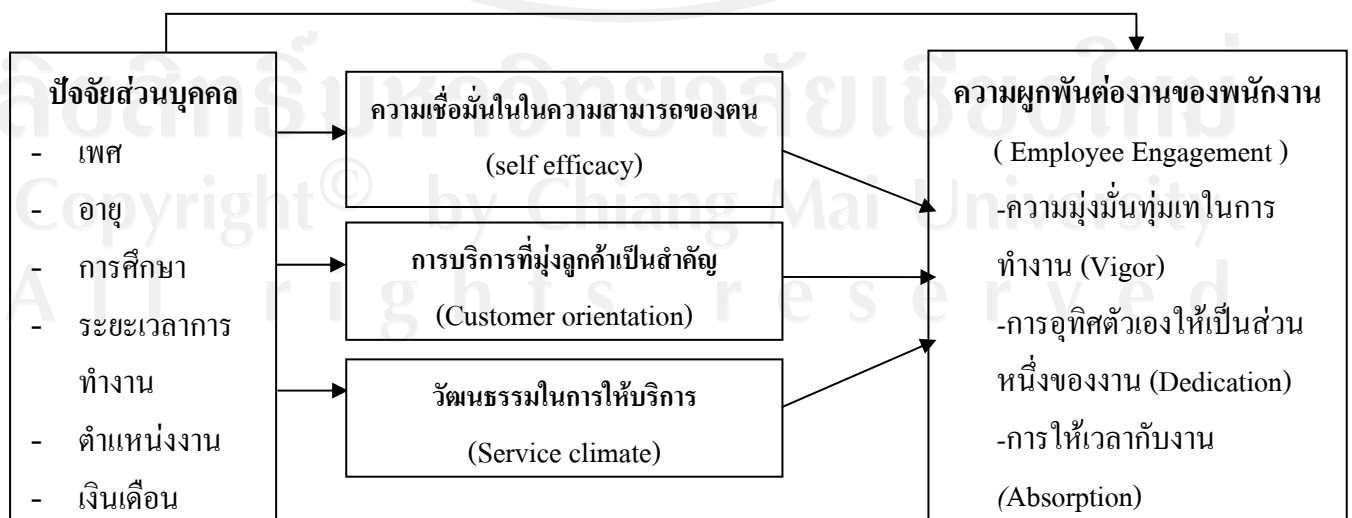 ปัจจัยส่วนบุคคล
- เพศ
- อายุ
- การศึกษา
- ระยะเวลาการ
ทำงาน
- ตำแหน่งงาน
- เงินเดือน
ความเชื่อมั่นในในความสามารถของตน
(self efficacy)
การบริการที่มุ่งลูกค้าเป็นสำคัญ
(Customer orientation)
วัฒนธรรมในการให้บริการ
(Service climate)
ความผูกพันต่องานของพนักงาน
( Employee Engagement )
-ความมุ่งมั่นทุ่มเทในการ
ทำงาน (Vigor)
-การอุทิศตัวเองให้เป็นส่วน
หนึ่งของงาน (Dedication)
-การให้เวลากับงาน
(Absorption)
ลิขสิทธิ์มหาวิทยาลัยเชียงใหม่
Copyright© by Chiang Mai University
All rights reserved